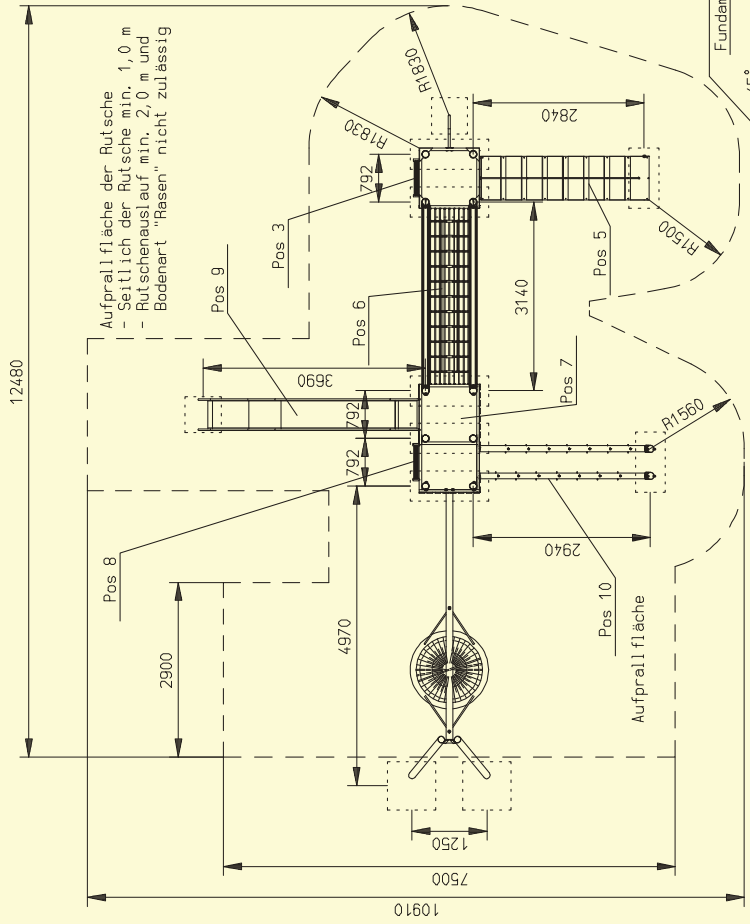 Aufprallfläche der Rutsche
- Seitlich der Rutsche min. 1,0 m
- Rutschenauslauf min. 2,0 m und
Bodenart "Rasen" nicht zulässig
Fundam
45°
12480
R1830
R1830
2840
792
Pos 3
Pos 9
R1500
Pos 5
Pos 6
3140
3690
Pos 7
792
792
R1560
Pos 8
2940
Pos 10
Aufprallfläche
4970
2900
1250
7500
10910